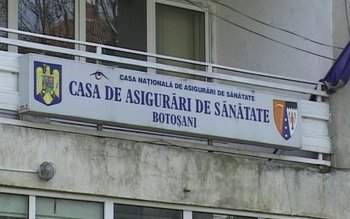 CASA NAȚIONALĂ DE ASIGURĂRI DE SĂNĂTATE
CASA DE ASIGURĂRI DE SĂNĂTATE
BOTOȘANI